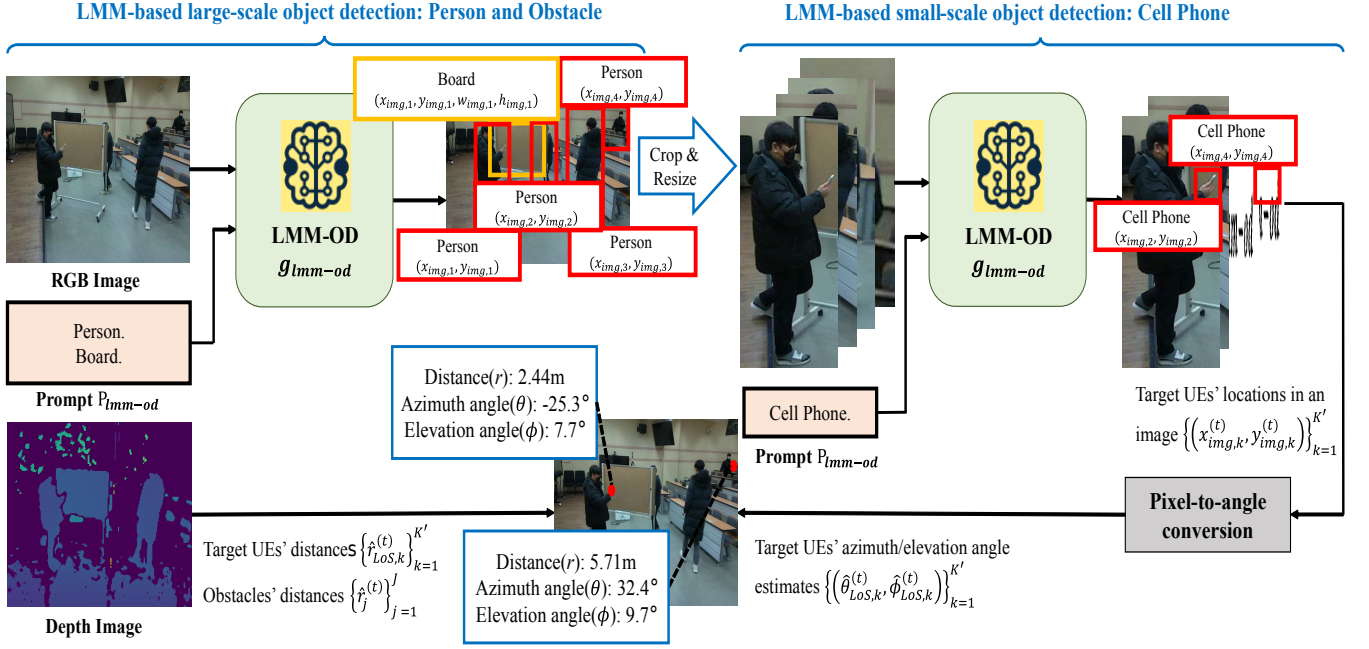 LMM-based large-scale object detection: Person and Obstacle
LMM-based small-scale object detection: Cell Phone
RGB Image
Person.
Board.
Prompt P_{lmm-od}
LMM-OD
g_{lmm-od}
Board
(x_{img,1}, y_{img,1}, w_{img,1}, h_{img,1})
Person
(x_{img,4}, y_{img,4})
Person
(x_{img,2}, y_{img,2})
Person
(x_{img,1}, y_{img,1})
Person
(x_{img,3}, y_{img,3})
Crop &
Resize
LMM-OD
g_{lmm-od}
Cell Phone.
Prompt P_{lmm-od}
Cell Phone
(x_{img,4}, y_{img,4})
Cell Phone
(x_{img,2}, y_{img,2})
Target UEs' locations in an
image {(x_{img,k}^{(t)}, y_{img,k}^{(t)})}_{k=1}^{K'}
Pixel-to-angle
conversion
Target UEs' azimuth/elevation angle
estimates {(θ̂_{LoS,k}^{(t)}, ϕ̂_{LoS,k}^{(t)})}_{k=1}^{K'}
Distance(r): 2.44m
Azimuth angle(θ): -25.3°
Elevation angle(ϕ): 7.7°
Distance(r): 5.71m
Azimuth angle(θ): 32.4°
Elevation angle(ϕ): 9.7°
Target UEs' distances {r̂_{LoS,k}^{(t)}}_{k=1}^{K'}
Obstacles' distances {r̂_j^{(t)}}_{j=1}^{J}
Depth Image